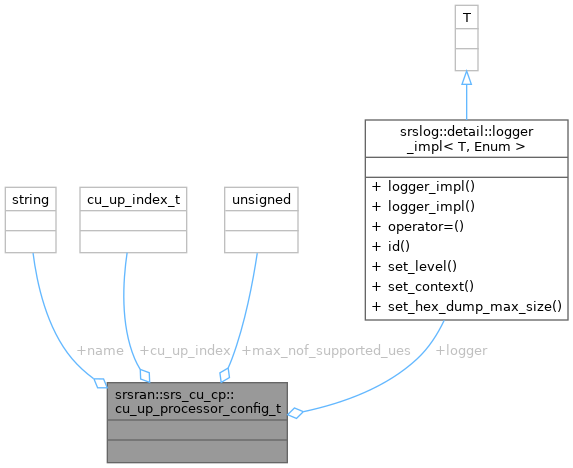 T
srslog::detail::logger
_impl< T, Enum >
+ logger_impl()
+ logger_impl()
+ operator=()
+ id()
+ set_level()
+ set_context()
+ set_hex_dump_max_size()
string
cu_up_index_t
unsigned
+name
+cu_up_index
+max_nof_supported_ues
+logger
srsran::srs_cu_cp::
cu_up_processor_config_t